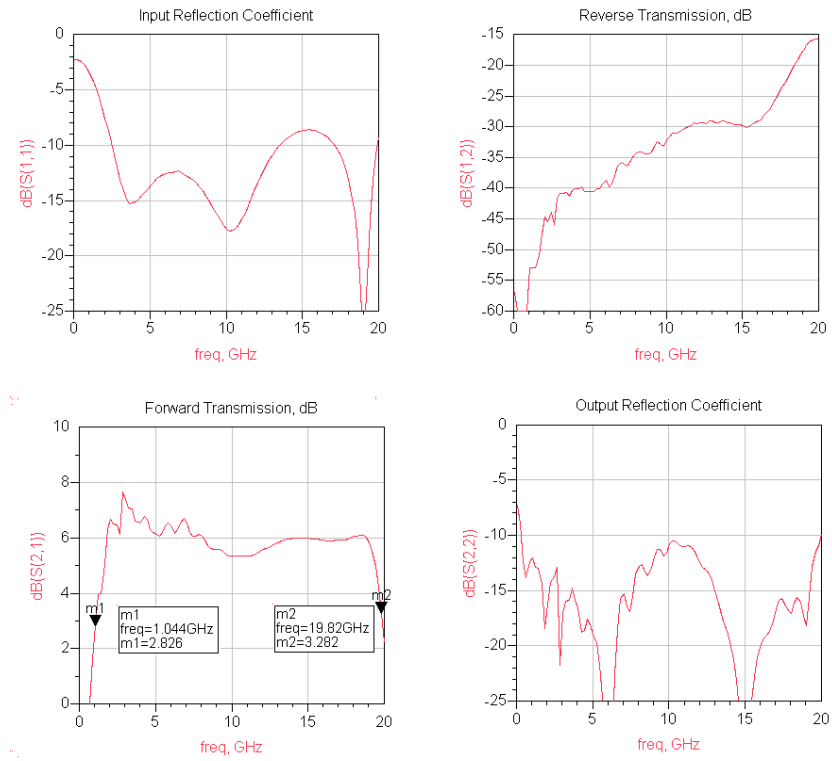 Input Reflection Coefficient
0
-5
-10
-15
-20
-25
dB(S(1,1))
0
5
10
15
20
freq, GHz
Reverse Transmission, dB
-15
-20
-25
-30
-35
-40
-45
-50
-55
-60
dB(S(1,2))
0
5
10
15
20
freq, GHz
Forward Transmission, dB
10
8
6
4
2
0
dB(S(2,1))
m1
m1
freq=1.044GHz
m1=2.826
m2
freq=19.82GHz
m2=3.282
m2
0
5
10
15
20
freq, GHz
Output Reflection Coefficient
0
-5
-10
-15
-20
-25
dB(S(2,2))
0
5
10
15
20
freq, GHz